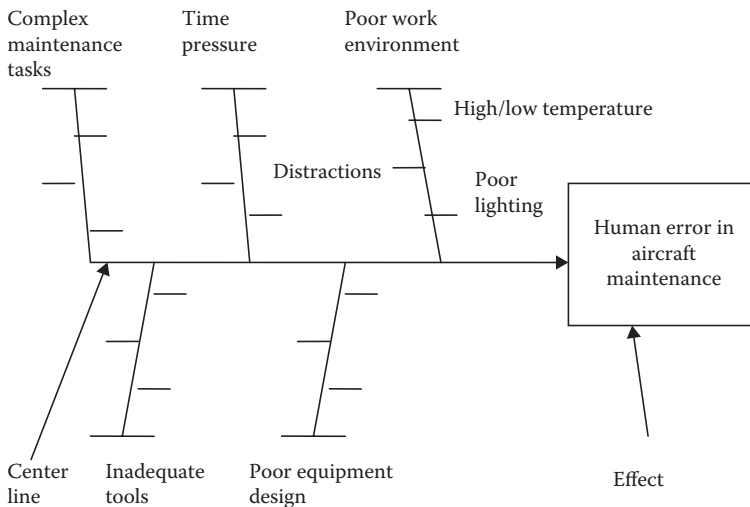 Complex
maintenance
tasks
Time
pressure
Poor work
environment
High/low temperature
Distractions
Poor
lighting
Human error in
aircraft
maintenance
Center
line
Inadequate
tools
Poor equipment
design
Effect